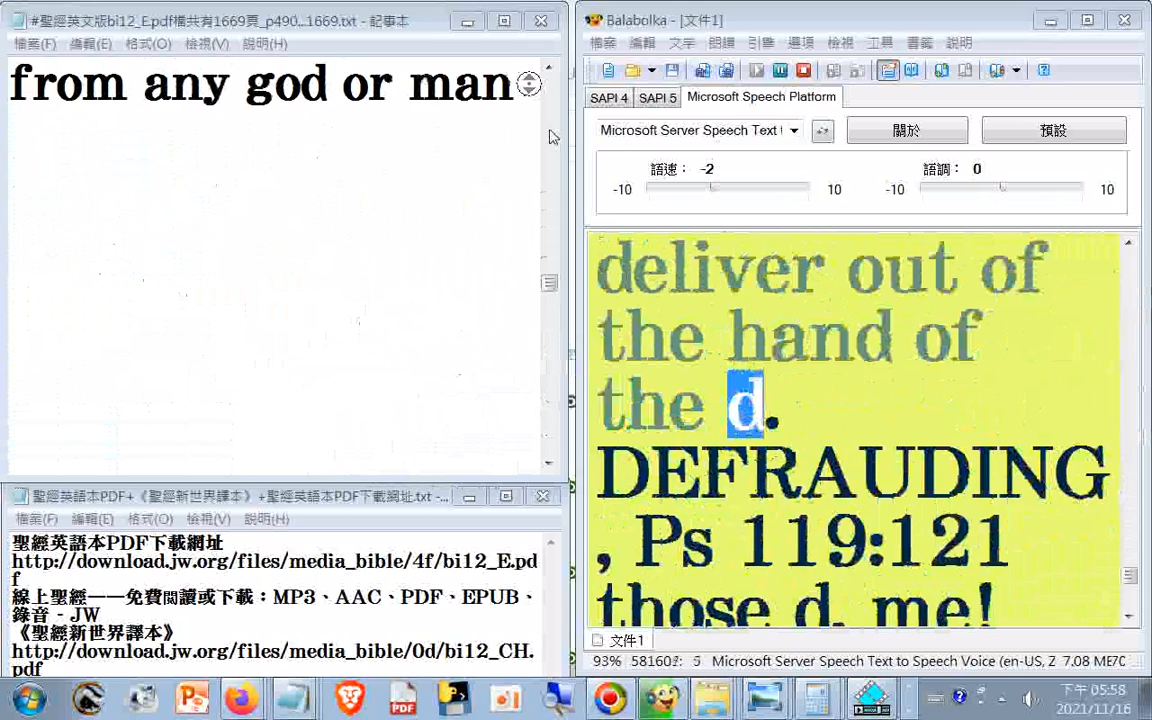 #聖經英文版bi12_E.pdf檔共有1669頁_p490...1669.txt - 記事本
檔案(F) 編輯(E) 格式(O) 檢視(V) 說明(H)
from any god or man
聖經英語本PDF+《聖經新世界譯本》+聖經英語本PDF下載網址.txt -...
檔案(F) 編輯(E) 格式(O) 檢視(V) 說明(H)
聖經英語本PDF下載網址
http://download.jw.org/files/media_bible/4f/bi12_E.pd
f
線上聖經——免費閱讀或下載：MP3、AAC、PDF、EPUB、
錄音 - JW
《聖經新世界譯本》
http://download.jw.org/files/media_bible/0d/bi12_CH.
pdf
Balabolka - [文件1]
檔案 編輯 文字 朗讀 引擎 選項 檢視 工具 書籤 說明
SAPI 4 SAPI 5 Microsoft Speech Platform
Microsoft Server Speech Text 關於 預設
語速： -2 語調： 0
-10 10 -10 10
deliver out of
the hand of
the d.
DEFRAUDING
, Ps 119:121
those d. me!
文件1
93% Microsoft Server Speech Text to Speech Voice (en-US, Z 7.08 ME
下午 05:58
2021/11/16